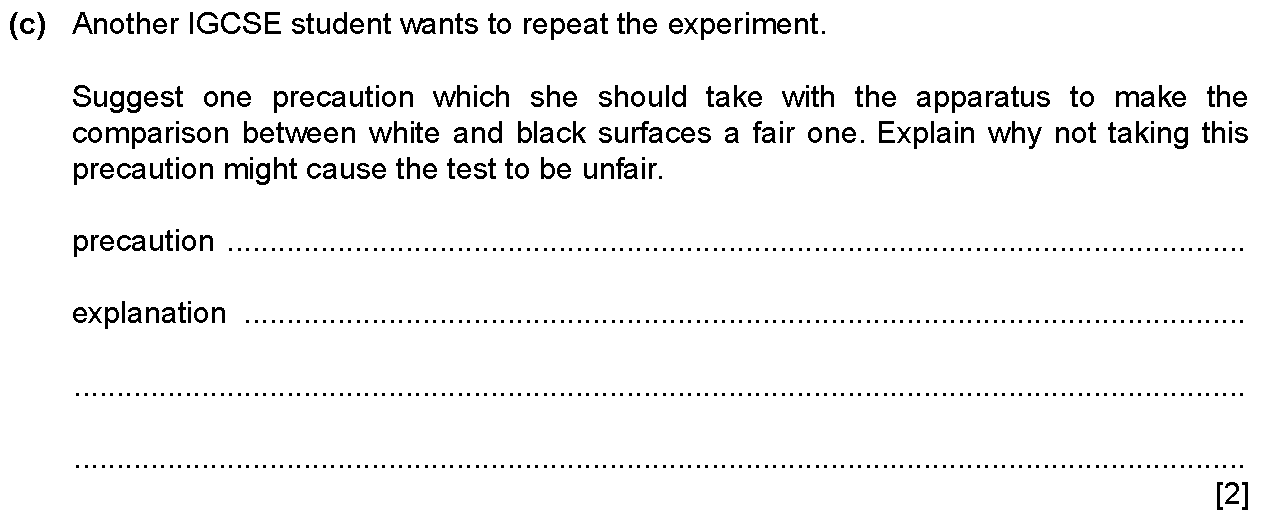 (c) Another IGCSE student wants to repeat the experiment.
Suggest one precaution which she should take with the apparatus to make the
comparison between white and black surfaces a fair one. Explain why not taking this
precaution might cause the test to be unfair.
precaution ..........................................................................................................................
explanation ........................................................................................................................
............................................................................................................................................
............................................................................................................................................
[2]